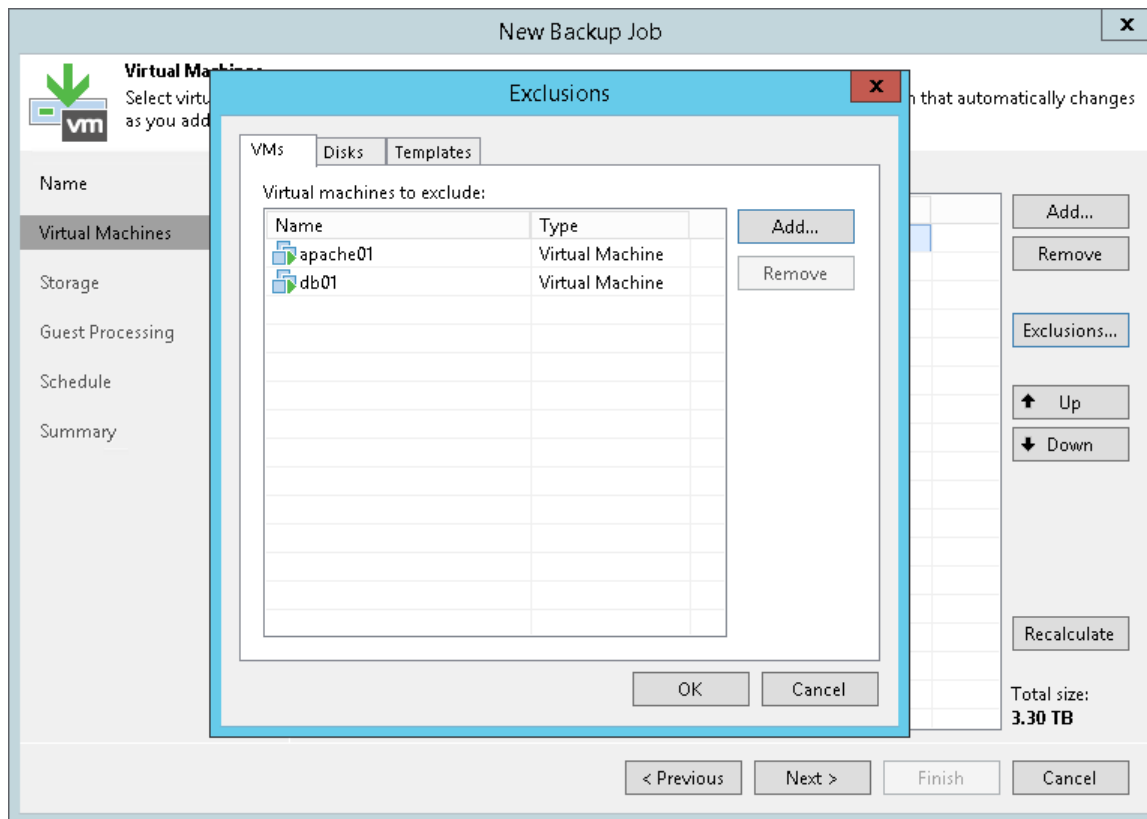 New Backup Job
x
Virtual Machines
Select virtu
n that automatically changes
as you add
vm
Name
Virtual Machines
Storage
Guest Processing
Schedule
Summary
Exclusions
x
VMs
Disks
Templates
Virtual machines to exclude:
Name Type
apache01 Virtual Machine
db01 Virtual Machine
Add...
Remove
OK
Cancel
Add...
Remove
Exclusions...
Up
Down
Recalculate
Total size:
3.30 TB
< Previous
Next >
Finish
Cancel